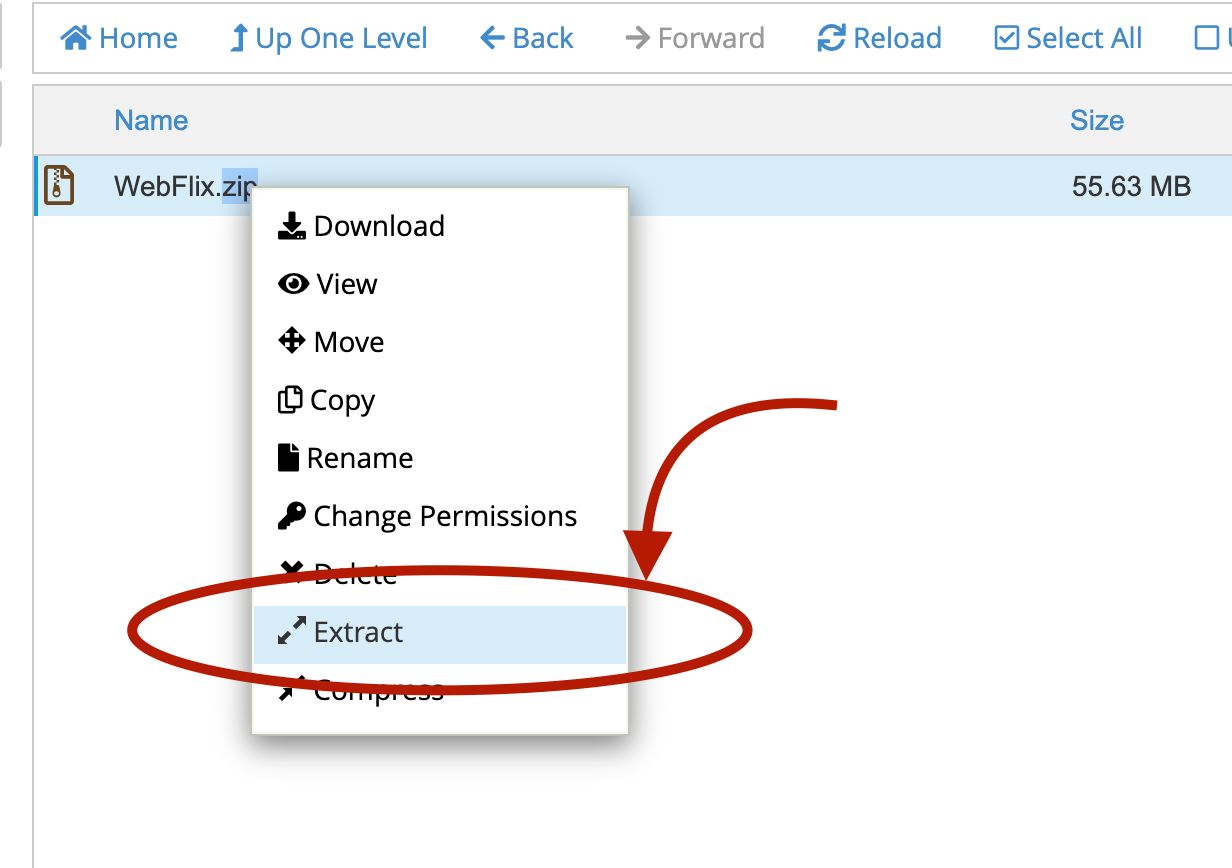 Home Up One Level Back Forward Reload Select All
Name Size
WebFlix.zip 55.63 MB
Download
View
Move
Copy
Rename
Change Permissions
Delete
Extract
Compress